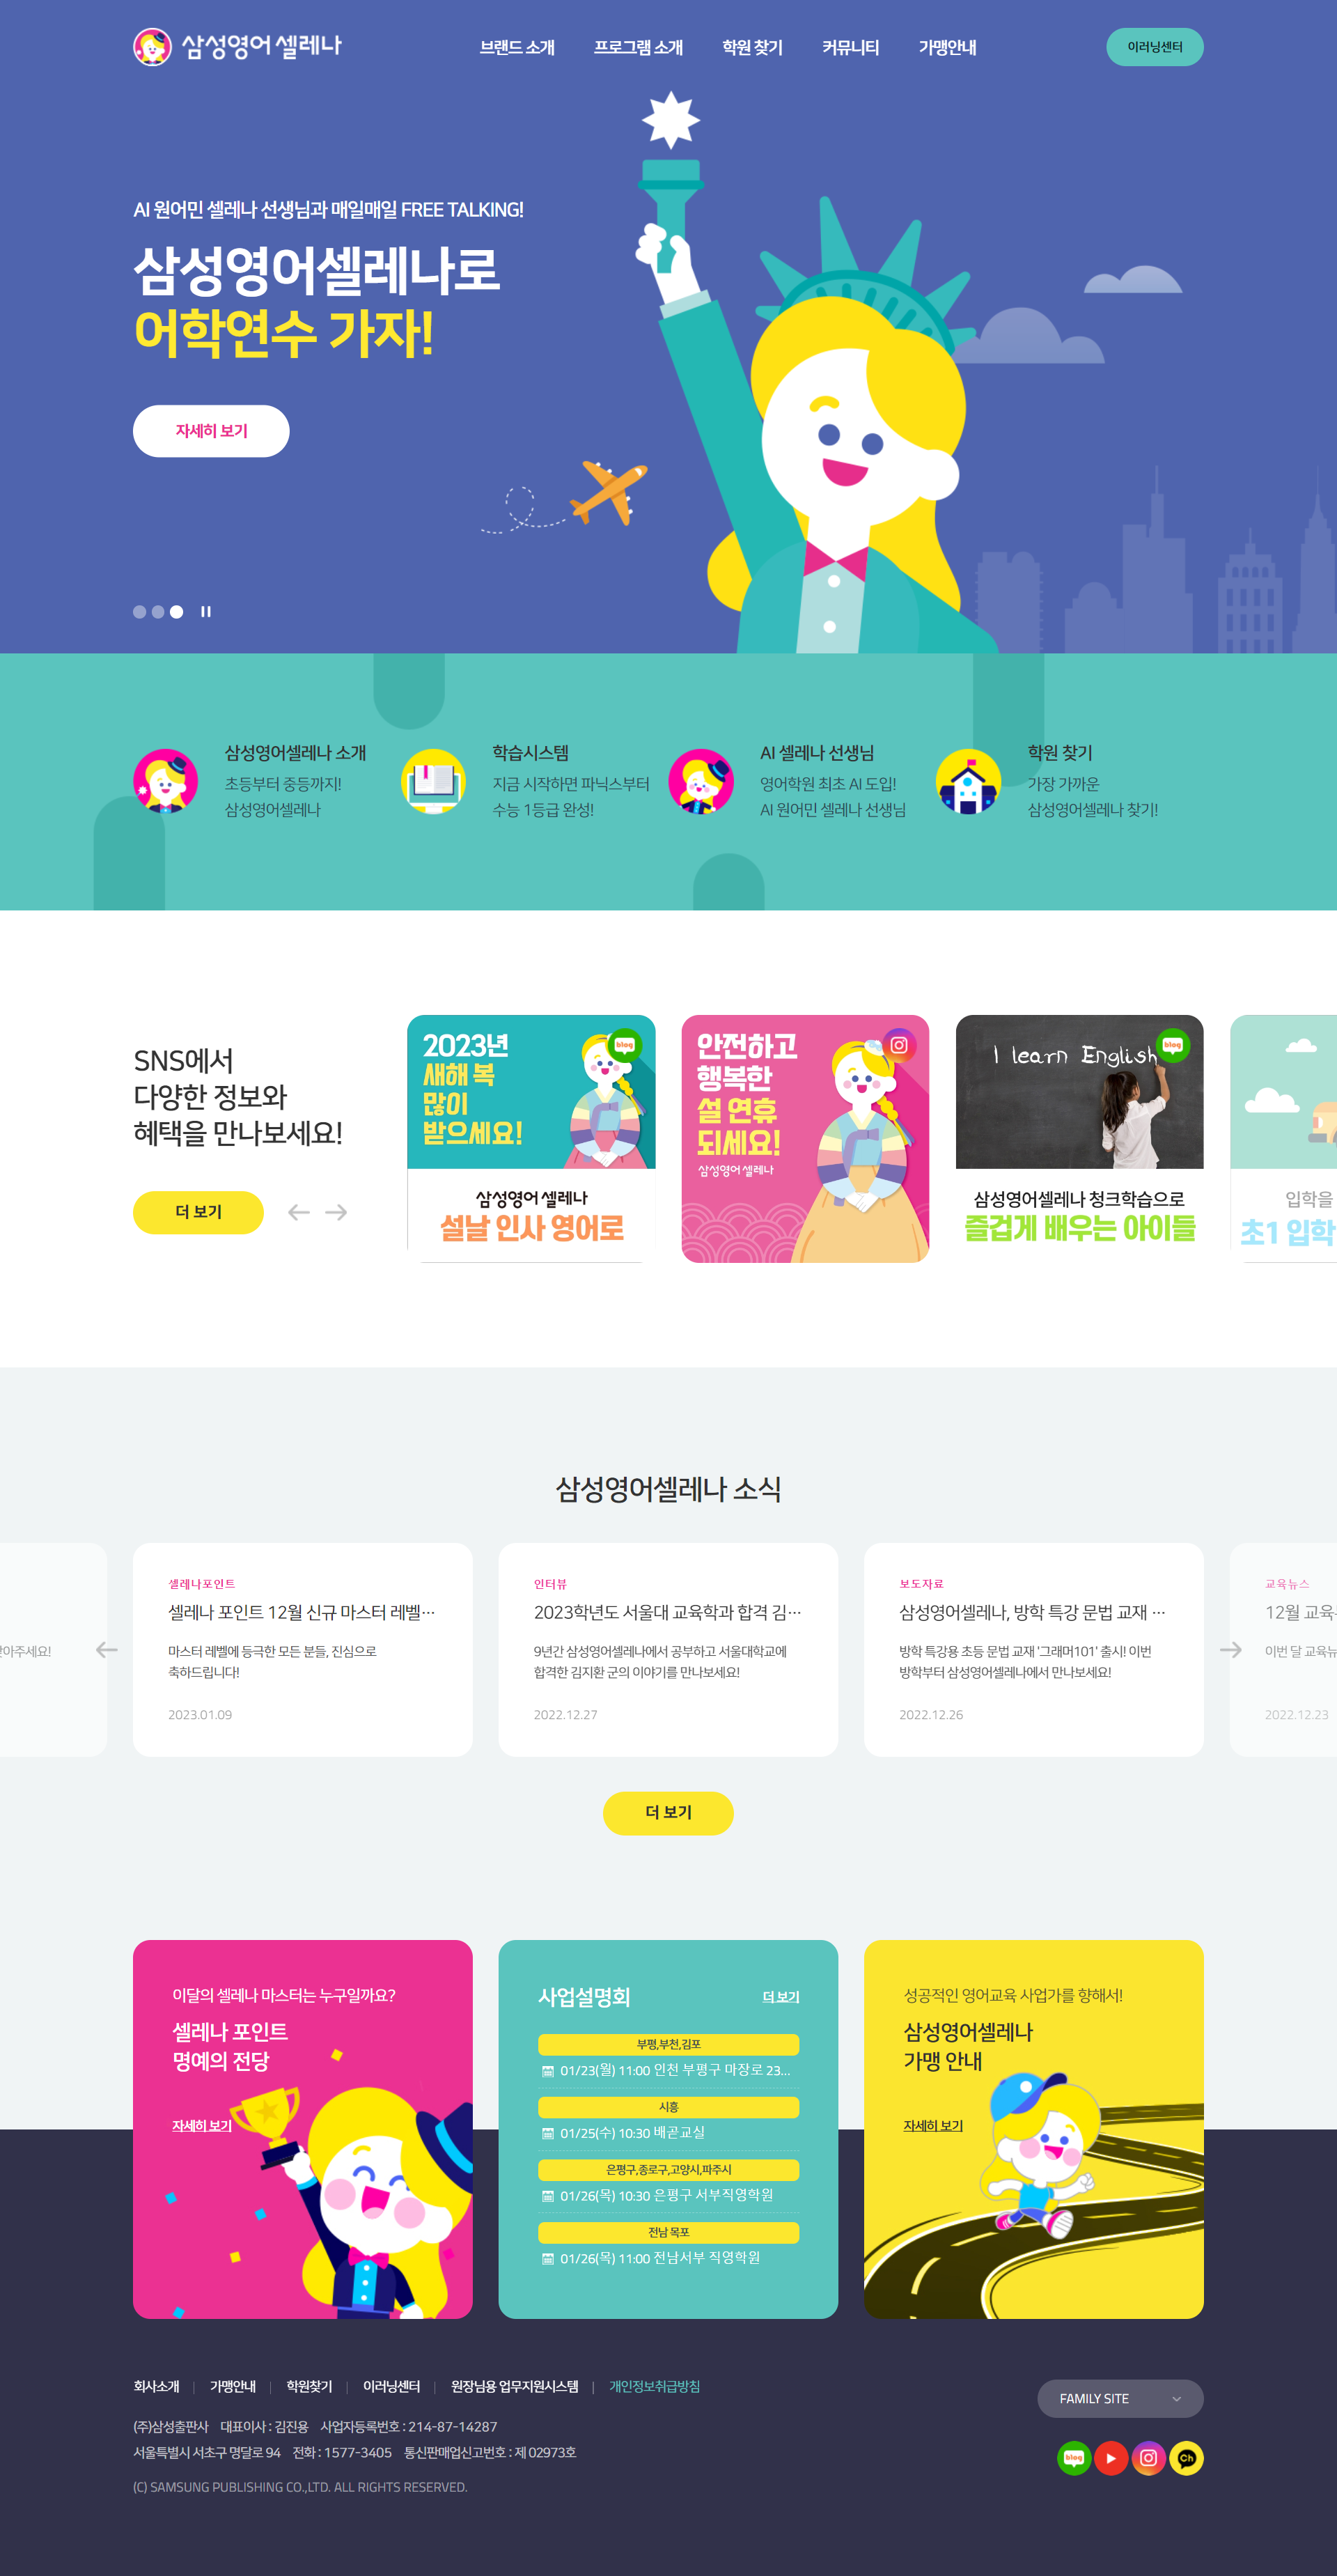 삼성영어 셀레나
브랜드 소개
프로그램 소개
학원 찾기
커뮤니티
가맹안내
이러닝센터
AI 원어민 셀레나 선생님과 매일매일 FREE TALKING!
삼성영어셀레나로
어학연수 가자!
자세히 보기
삼성영어셀레나 소개
초등부터 중등까지!
삼성영어셀레나
학습시스템
지금 시작하면 파닉스부터
수능 1등급 완성!
AI 셀레나 선생님
영어학원 최초 AI 도입!
AI 원어민 셀레나 선생님
학원 찾기
가장 가까운
삼성영어셀레나 찾기!
SNS에서
다양한 정보와
혜택을 만나보세요!
더 보기
2023년
새해 복
많이
받으세요!
blog
삼성영어 셀레나
설날 인사 영어로
안전하고
행복한
설 연휴
되세요!
삼성영어 셀레나
I learn English
blog
삼성영어셀레나 청크학습으로
즐겁게 배우는 아이들
입학을
초1 입학
삼성영어셀레나 소식
아주세요!
셀레나포인트
셀레나 포인트 12월 신규 마스터 레벨…
마스터 레벨에 등극한 모든 분들, 진심으로
축하드립니다!
2023.01.09
인터뷰
2023학년도 서울대 교육학과 합격 김…
9년간 삼성영어셀레나에서 공부하고 서울대학교에
합격한 김지환 군의 이야기를 만나보세요!
2022.12.27
보도자료
삼성영어셀레나, 방학 특강 문법 교재 …
방학 특강용 초등 문법 교재 '그래머101' 출시! 이번
방학부터 삼성영어셀레나에서 만나보세요!
2022.12.26
교육뉴스
12월 교육
이번 달 교육뉴
2022.12.23
더 보기
이달의 셀레나 마스터는 누구일까요?
셀레나 포인트
명예의 전당
자세히 보기
사업설명회
더 보기
부평,부천,김포
01/23(월) 11:00 인천 부평구 마장로 23...
시흥
01/25(수) 10:30 배곧교실
은평구,종로구,고양시,파주시
01/26(목) 10:30 은평구 서부직영학원
전남 목포
01/26(목) 11:00 전남서부 직영학원
성공적인 영어교육 사업가를 향해서!
삼성영어셀레나
가맹 안내
자세히 보기
회사소개 | 가맹안내 | 학원찾기 | 이러닝센터 | 원장님용 업무지원시스템 | 개인정보취급방침
FAMILY SITE
(주)삼성출판사 대표이사 : 김진용 사업자등록번호 : 214-87-14287
서울특별시 서초구 명달로 94 전화 : 1577-3405 통신판매업신고번호 : 제 02973호
blog
Ch
(C) SAMSUNG PUBLISHING CO.,LTD. ALL RIGHTS RESERVED.